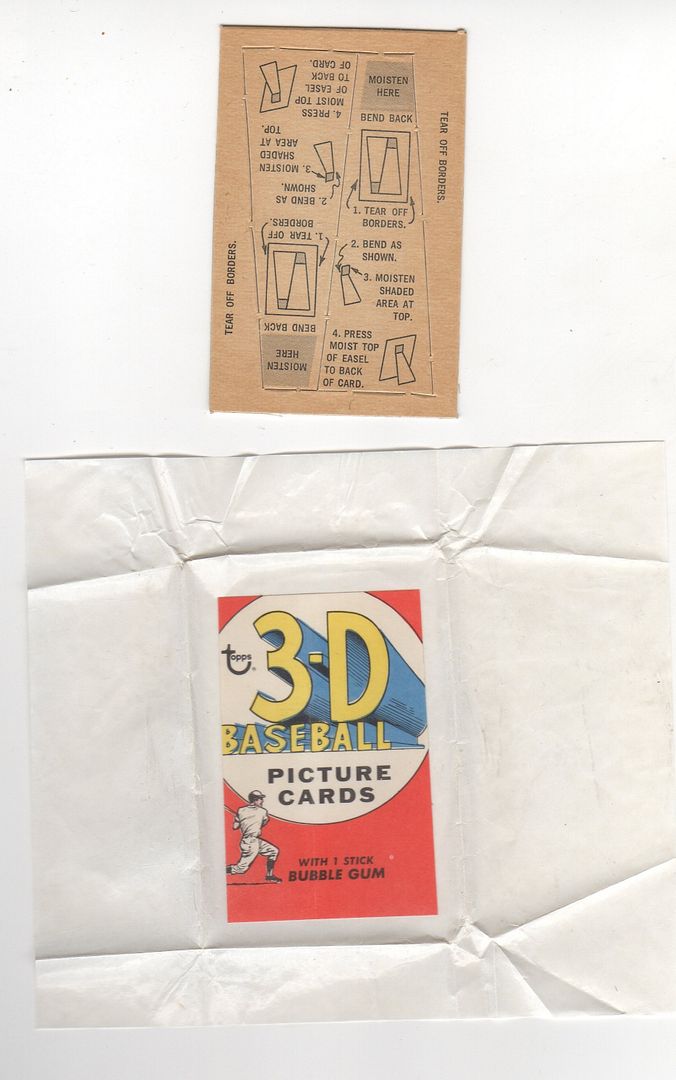 MOISTEN
HERE
BEND BACK
1. TEAR OFF
BORDERS.
2. BEND AS
SHOWN.
3. MOISTEN
SHADED
AREA AT
TOP.
4. PRESS
MOIST TOP
OF EASEL
TO BACK
OF CARD.
TEAR OFF BORDERS.
MOISTEN
HERE
BEND BACK
1. TEAR OFF
BORDERS.
2. BEND AS
SHOWN.
3. MOISTEN
SHADED
AREA AT
TOP.
4. PRESS
MOIST TOP
OF EASEL
TO BACK
OF CARD.
TEAR OFF BORDERS.
topps
3-D
BASEBALL
PICTURE
CARDS
WITH 1 STICK
BUBBLE GUM